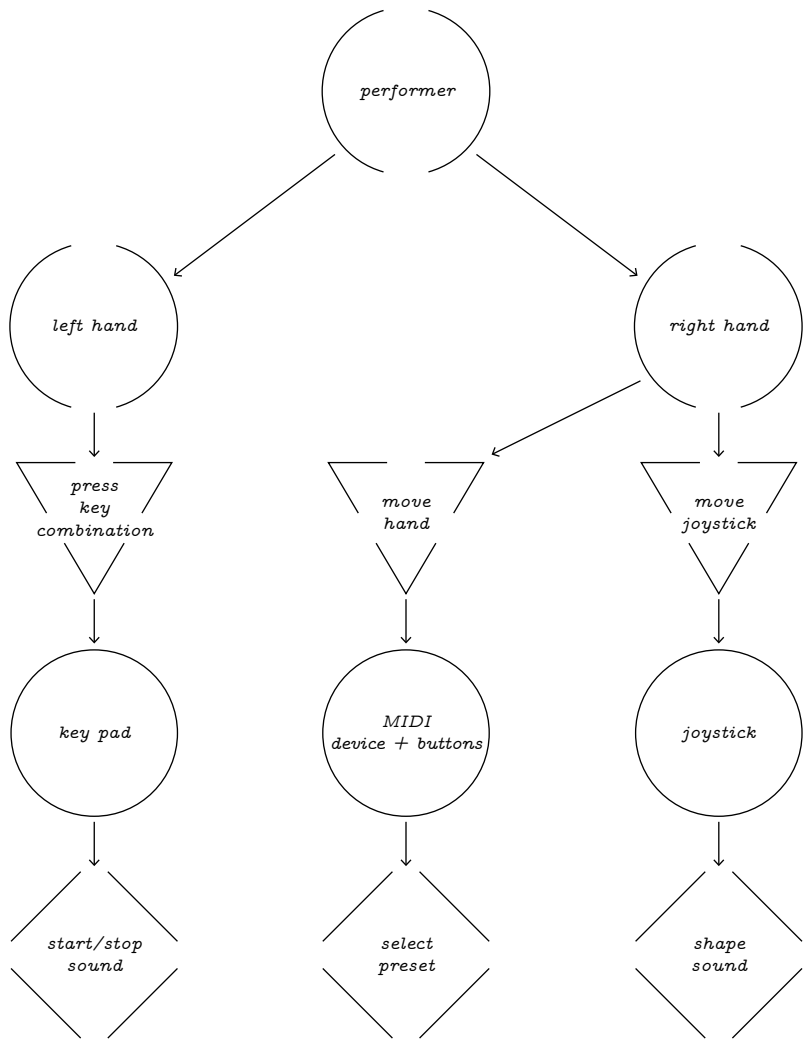 performer
left hand
right hand
press
key
combination
move
hand
move
joystick
key pad
MIDI
device + buttons
joystick
start/stop
sound
select
preset
shape
sound